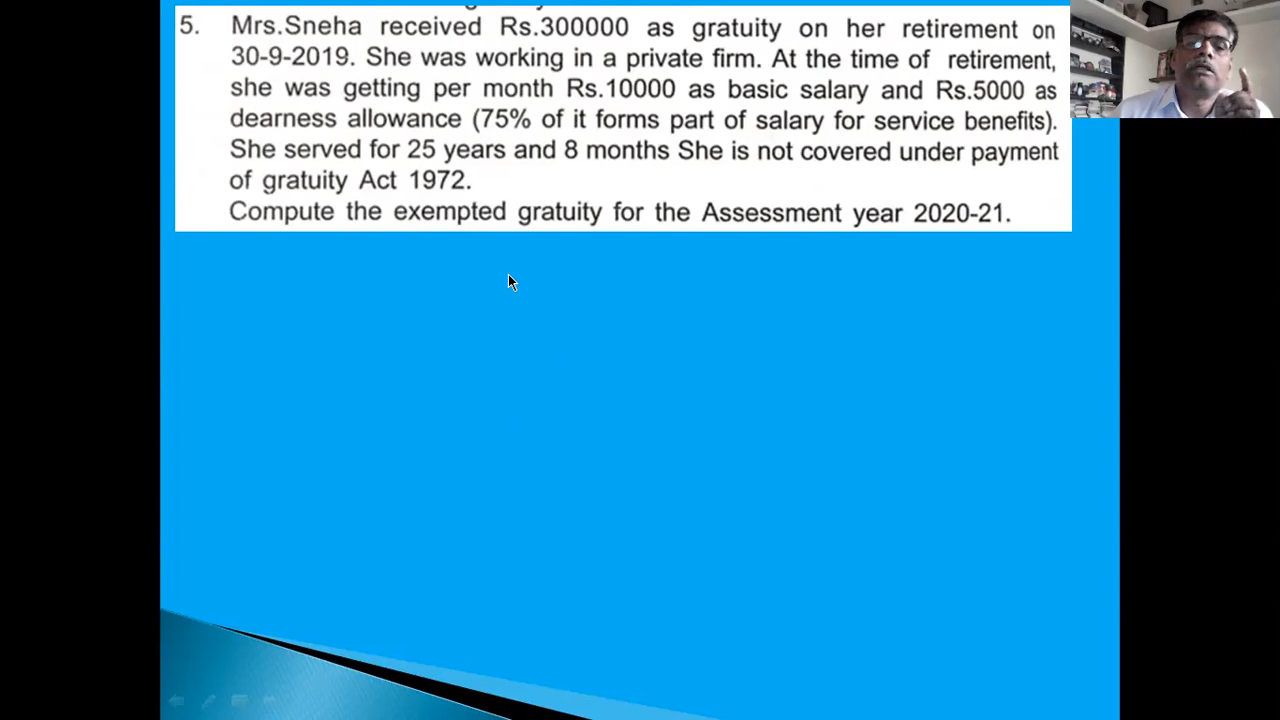 5. Mrs.Sneha received Rs.300000 as gratuity on her retirement on
30-9-2019. She was working in a private firm. At the time of retirement,
she was getting per month Rs.10000 as basic salary and Rs.5000 as
dearness allowance (75% of it forms part of salary for service benefits).
She served for 25 years and 8 months She is not covered under payment
of gratuity Act 1972.
Compute the exempted gratuity for the Assessment year 2020-21.